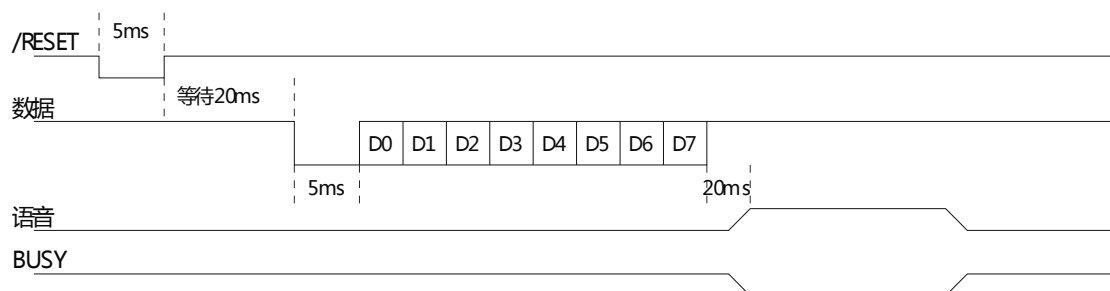 5ms
/RESET
等待20ms
数据
D0 D1 D2 D3 D4 D5 D6 D7
5ms
20ms
语音
BUSY